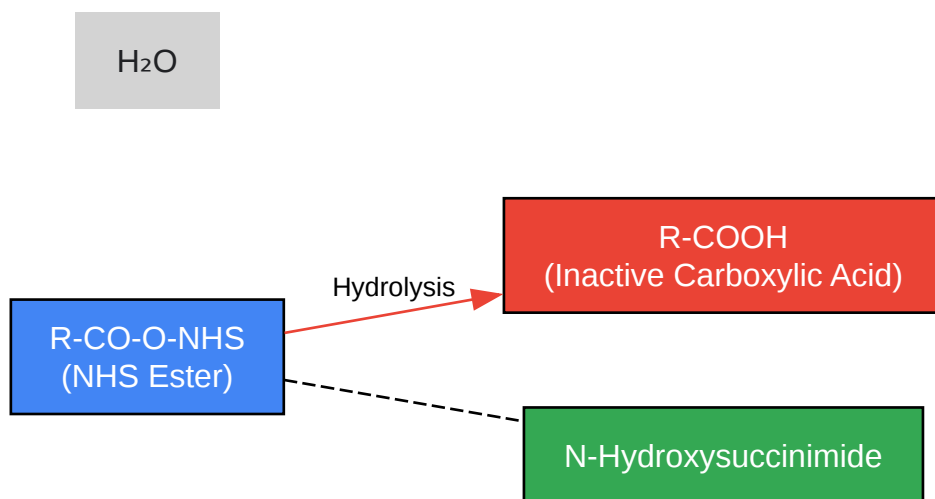 H₂O
R-COOH
(Inactive Carboxylic Acid)
Hydrolysis
R-CO-O-NHS
(NHS Ester)
N-Hydroxysuccinimide